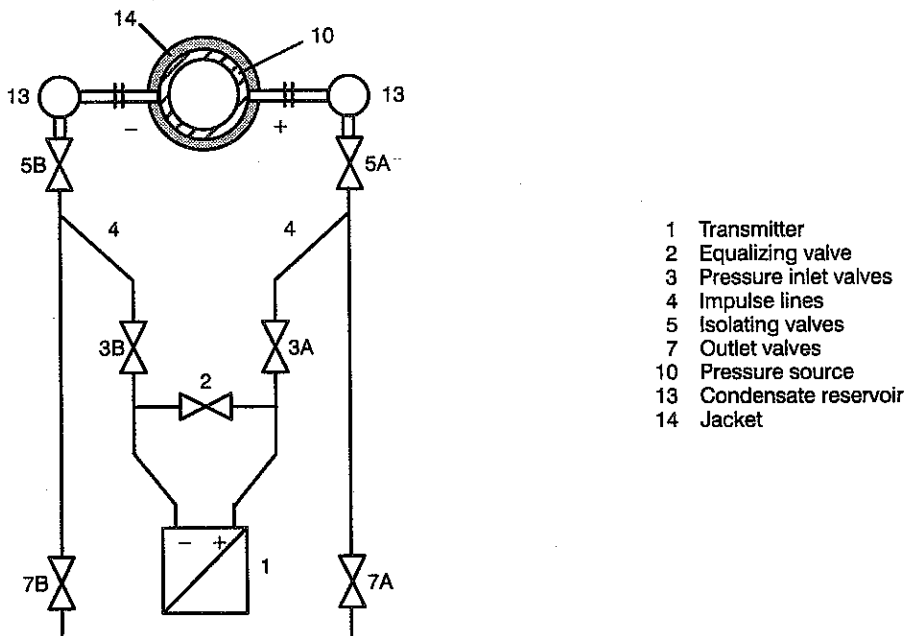 14
10
13
13
−
+
5B
5A
4
4
3B
3A
2
− +
1
7B
7A
1 Transmitter
2 Equalizing valve
3 Pressure inlet valves
4 Impulse lines
5 Isolating valves
7 Outlet valves
10 Pressure source
13 Condensate reservoir
14 Jacket